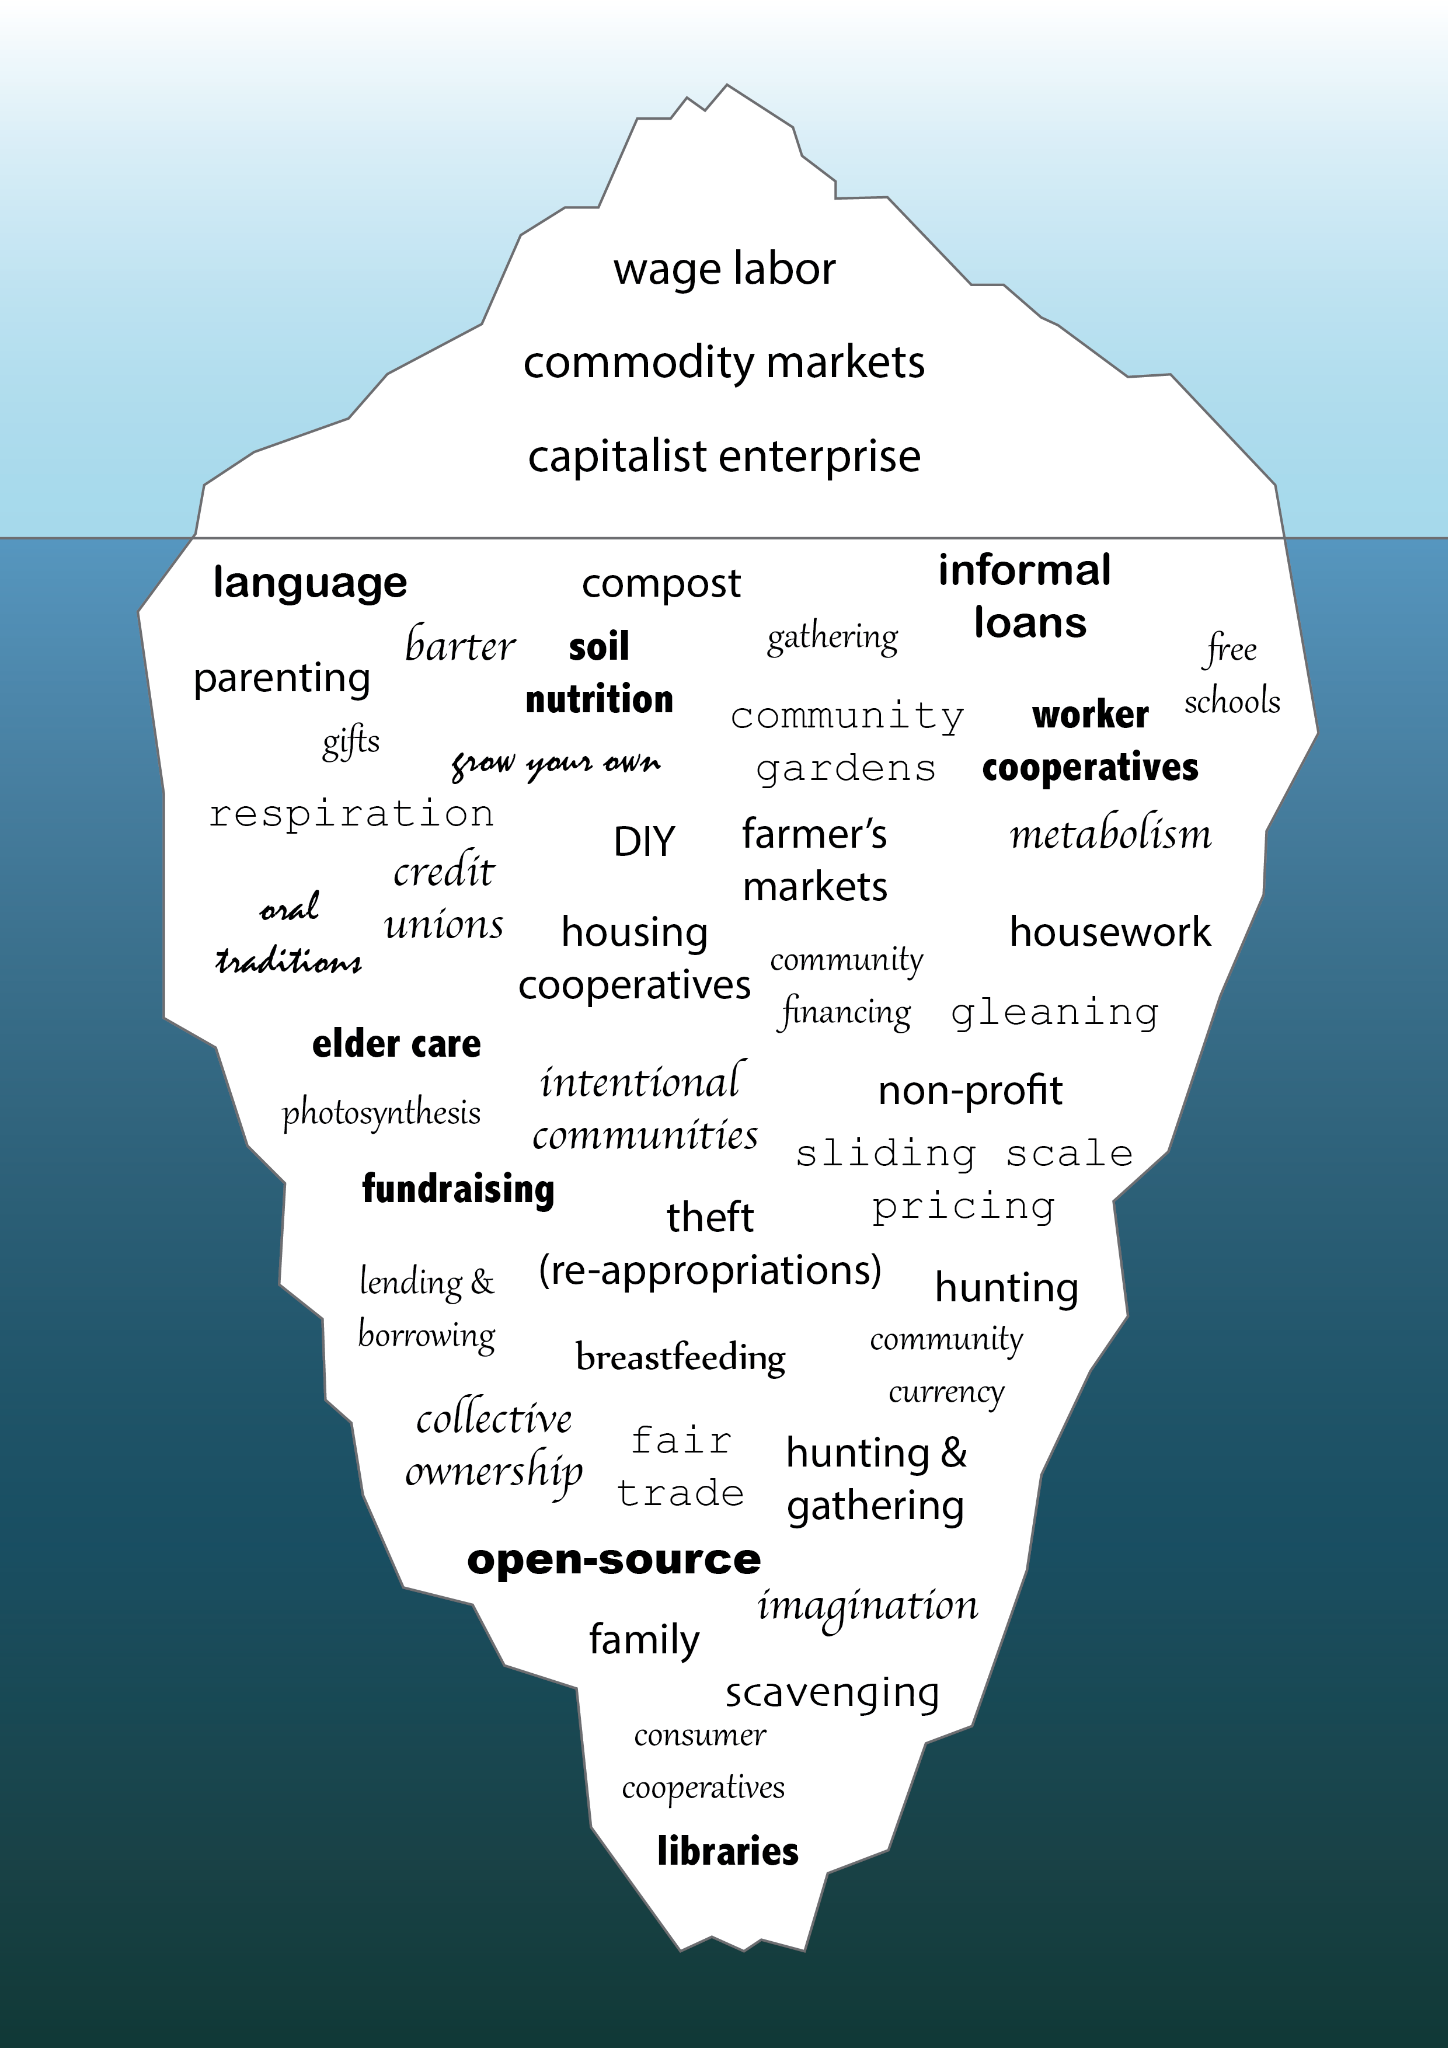 wage labor
commodity markets
capitalist enterprise
language
compost
informal
loans
barter
soil
nutrition
gathering
free
schools
parenting
community
gardens
worker
cooperatives
gifts
grow your own
respiration
DIY
farmer’s
markets
metabolism
credit
unions
oral
traditions
housing
cooperatives
community
financing
housework
gleaning
elder care
intentional
communities
non-profit
photosynthesis
sliding scale
pricing
fundraising
theft
(re-appropriations)
lending &
borrowing
hunting
breastfeeding
community
currency
collective
ownership
fair
trade
hunting &
gathering
open-source
imagination
family
scavenging
consumer
cooperatives
libraries